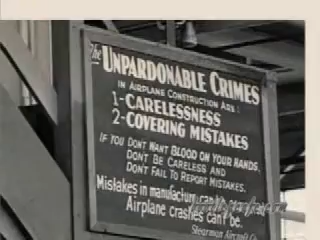 The UNPARDONABLE CRIMES
IN AIRPLANE CONSTRUCTION ARE:
1-CARELESSNESS
2-COVERING MISTAKES
IF YOU DON'T WANT BLOOD ON YOUR HANDS,
DON'T BE CARELESS AND
DON'T FAIL TO REPORT MISTAKES.
Mistakes in manufacture can be
Airplane crashes can't be.
Stearman Aircraft Co.